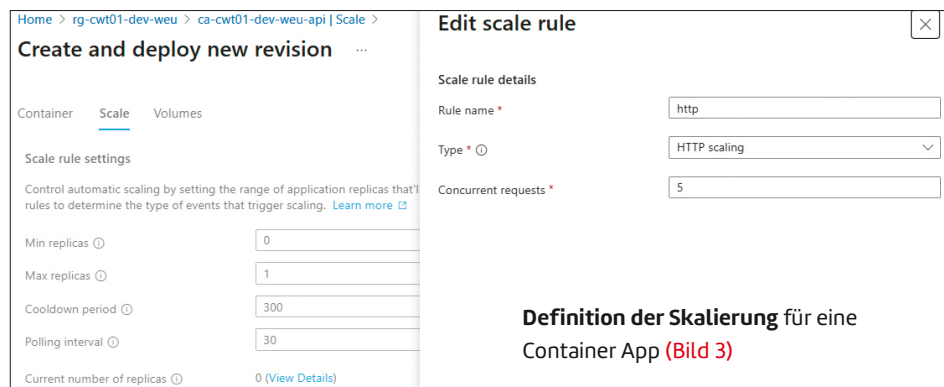 Home > rg-cwt01-dev-weu > ca-cwt01-dev-weu-api | Scale >
Create and deploy new revision ...
Container Scale Volumes
Scale rule settings
Control automatic scaling by setting the range of application replicas that'l
rules to determine the type of events that trigger scaling. Learn more
Min replicas 0
Max replicas 1
Cooldown period 300
Polling interval 30
Current number of replicas 0 (View Details)
Edit scale rule
Scale rule details
Rule name * http
Type * HTTP scaling
Concurrent requests * 5
Definition der Skalierung für eine
Container App (Bild 3)